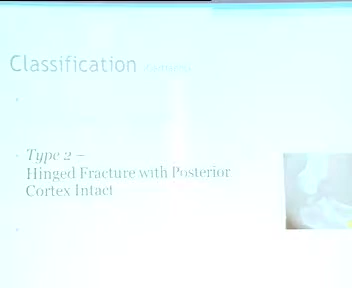 Classification
Type 2 –
Hinged Fracture with Posterior
Cortex Intact